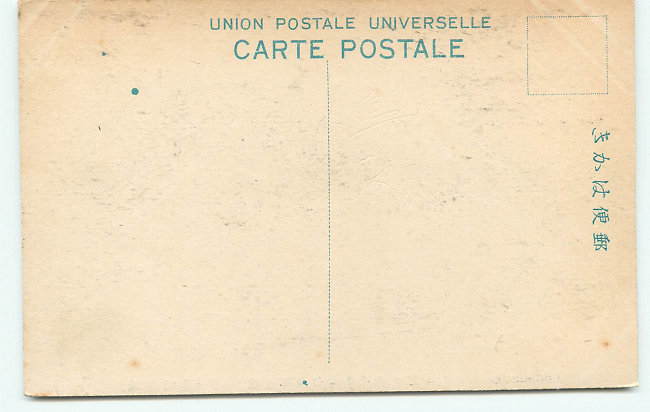 UNION POSTALE UNIVERSELLE
CARTE POSTALE
郵便はかき